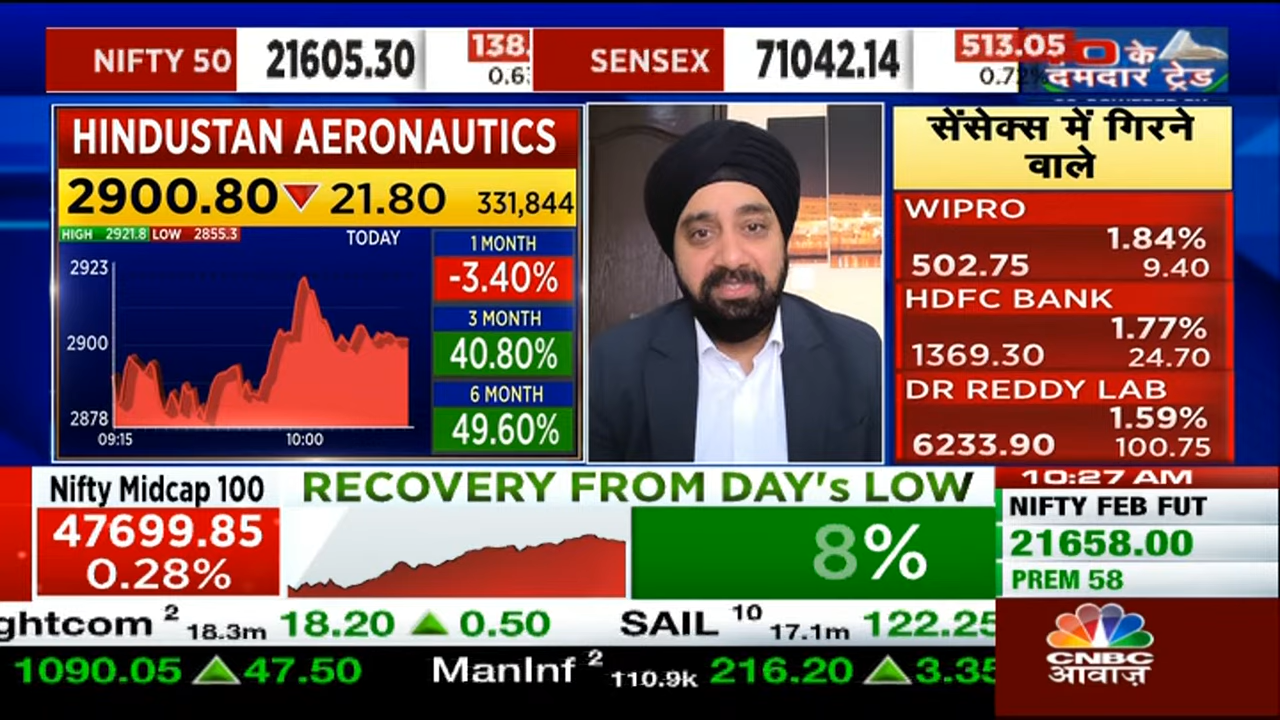 NIFTY 50 21605.30 138. 0.6
SENSEX 71042.14 513.05 0.72%
के
दमदार ट्रेड
HINDUSTAN AERONAUTICS
2900.80 21.80 331,844
HIGH 2921.8 LOW 2855.3 TODAY
2923
2900
2878
09:15 10:00
1 MONTH
-3.40%
3 MONTH
40.80%
6 MONTH
49.60%
सेंसेक्स में गिरने
वाले
WIPRO
1.84%
502.75 9.40
HDFC BANK
1.77%
1369.30 24.70
DR REDDY LAB
1.59%
6233.90 100.75
Nifty Midcap 100
47699.85
0.28%
RECOVERY FROM DAY's LOW
8%
10:27 AM
NIFTY FEB FUT
21658.00
PREM 58
ghtcom 2 18.3m 18.20 0.50 SAIL 10 17.1m 122.25
1090.05 47.50 ManInf 2 110.9k 216.20 3.35
CNBC
आवाज़